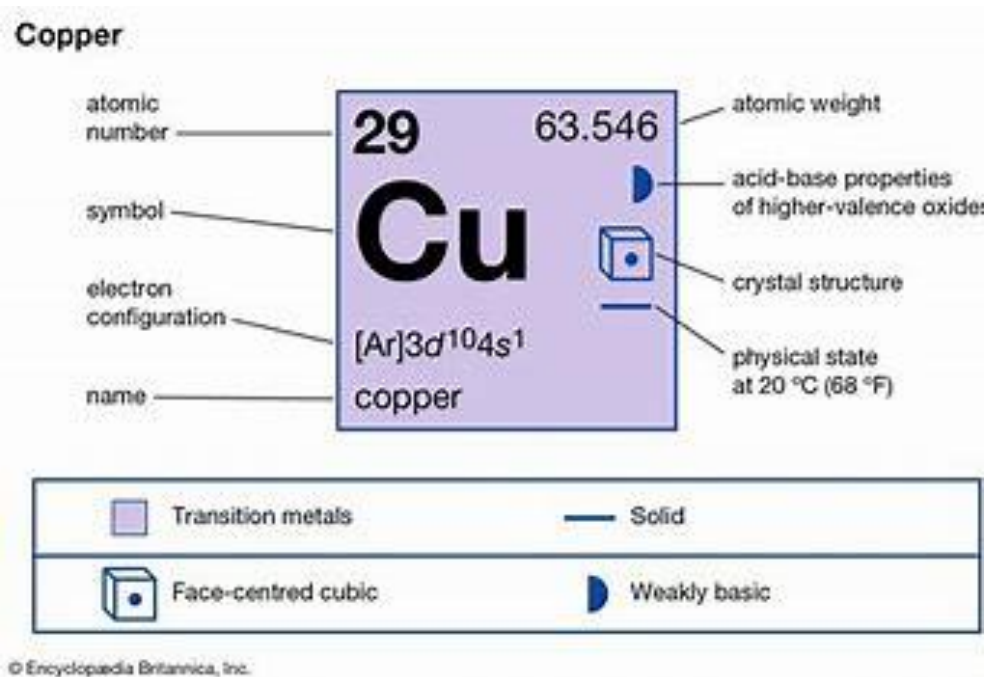 Copper
atomic
number
symbol
electron
configuration
name
29
63.546
Cu
[Ar]3d¹⁰4s¹
copper
atomic weight
acid-base properties
of higher-valence oxides
crystal structure
physical state
at 20 ºC (68 ºF)
Transition metals
Solid
Face-centred cubic
Weakly basic
© Encyclopædia Britannica, Inc.